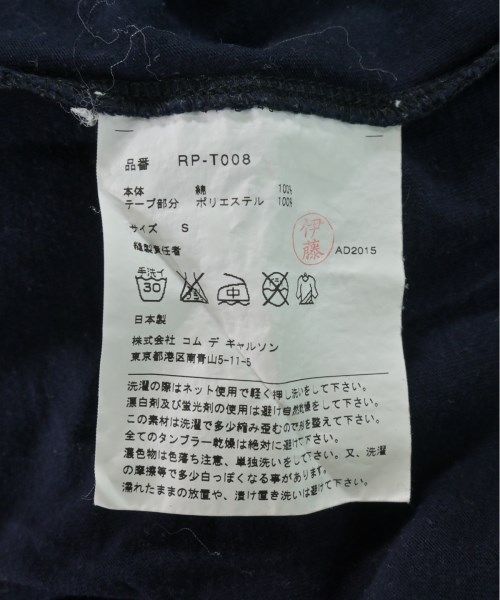 品番 RP-T008
本体 綿 100%
テープ部分 ポリエステル 100%
サイズ S
縫製責任者 伊藤 AD2015
手洗イ 30 中
日本製
株式会社 コム デ ギャルソン
東京都港区南青山5-11-5
洗濯の際はネット使用で軽く押し洗いをして下さい。
漂白剤及び蛍光剤の使用は避け自然乾燥をして下さい。
この素材は洗濯で多少縮み歪むので形を整えて下さい。
全てのタンブラー乾燥は絶対に避けて下さい。
濃色物は色落ち注意、単独洗いをして下さい。又、洗濯
の摩擦等で多少白っぽくなる事があります。
濡れたままの放置や、漬け置き洗いは避けて下さい。